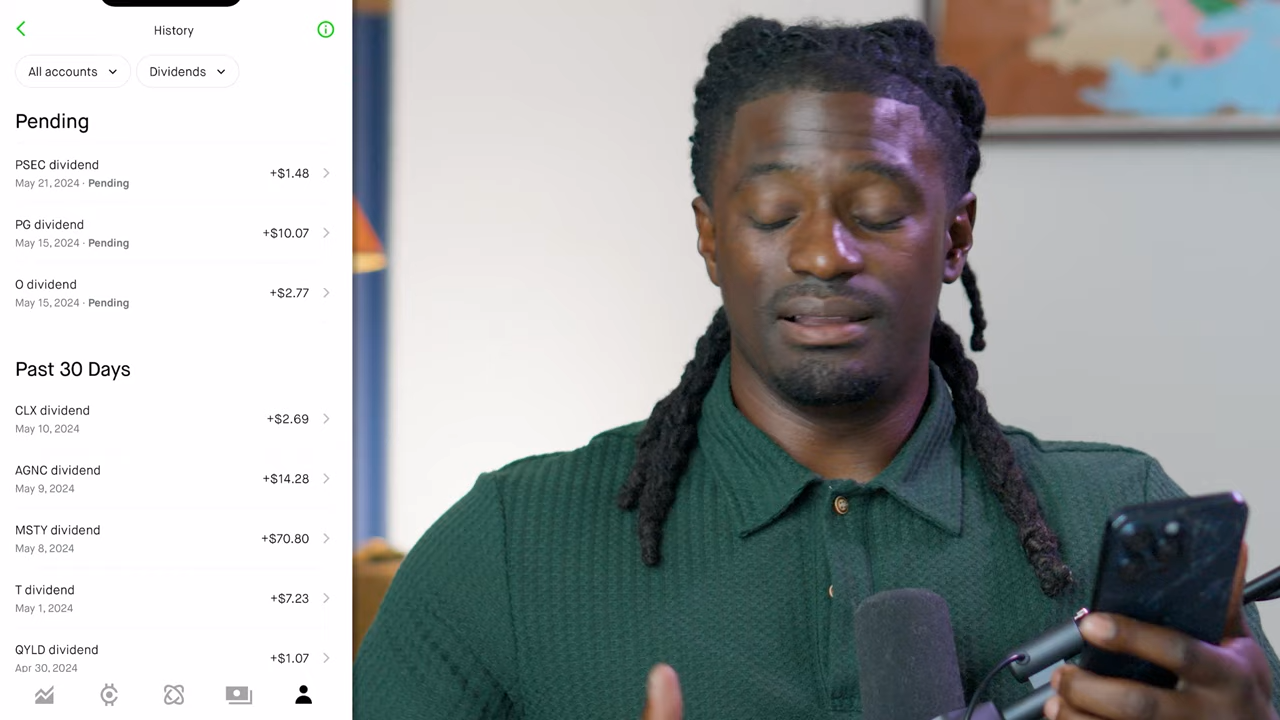 History
All accounts
Dividends
Pending
PSEC dividend
+$1.48
May 21, 2024 · Pending
PG dividend
+$10.07
May 15, 2024 · Pending
O dividend
+$2.77
May 15, 2024 · Pending
Past 30 Days
CLX dividend
+$2.69
May 10, 2024
AGNC dividend
+$14.28
May 9, 2024
MSTY dividend
+$70.80
May 8, 2024
T dividend
+$7.23
May 1, 2024
QYLD dividend
+$1.07
Apr 30, 2024